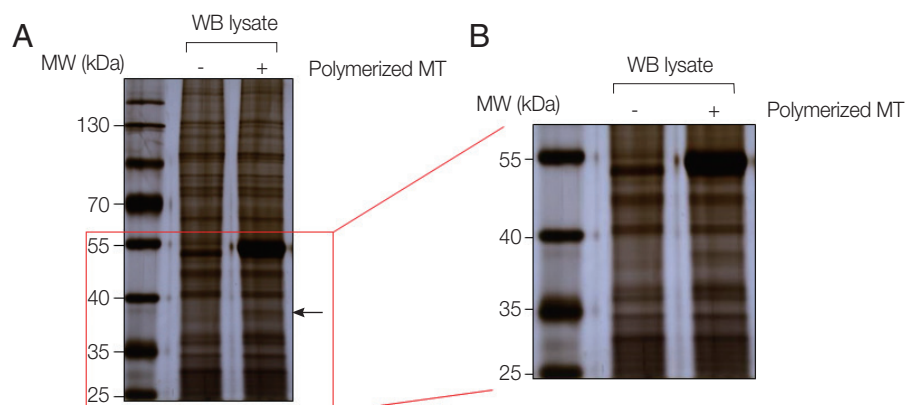 A
WB lysate
MW (kDa)
- + Polymerized MT
130
70
55
40
35
25
B
WB lysate
MW (kDa)
- + Polymerized MT
55
40
35
25